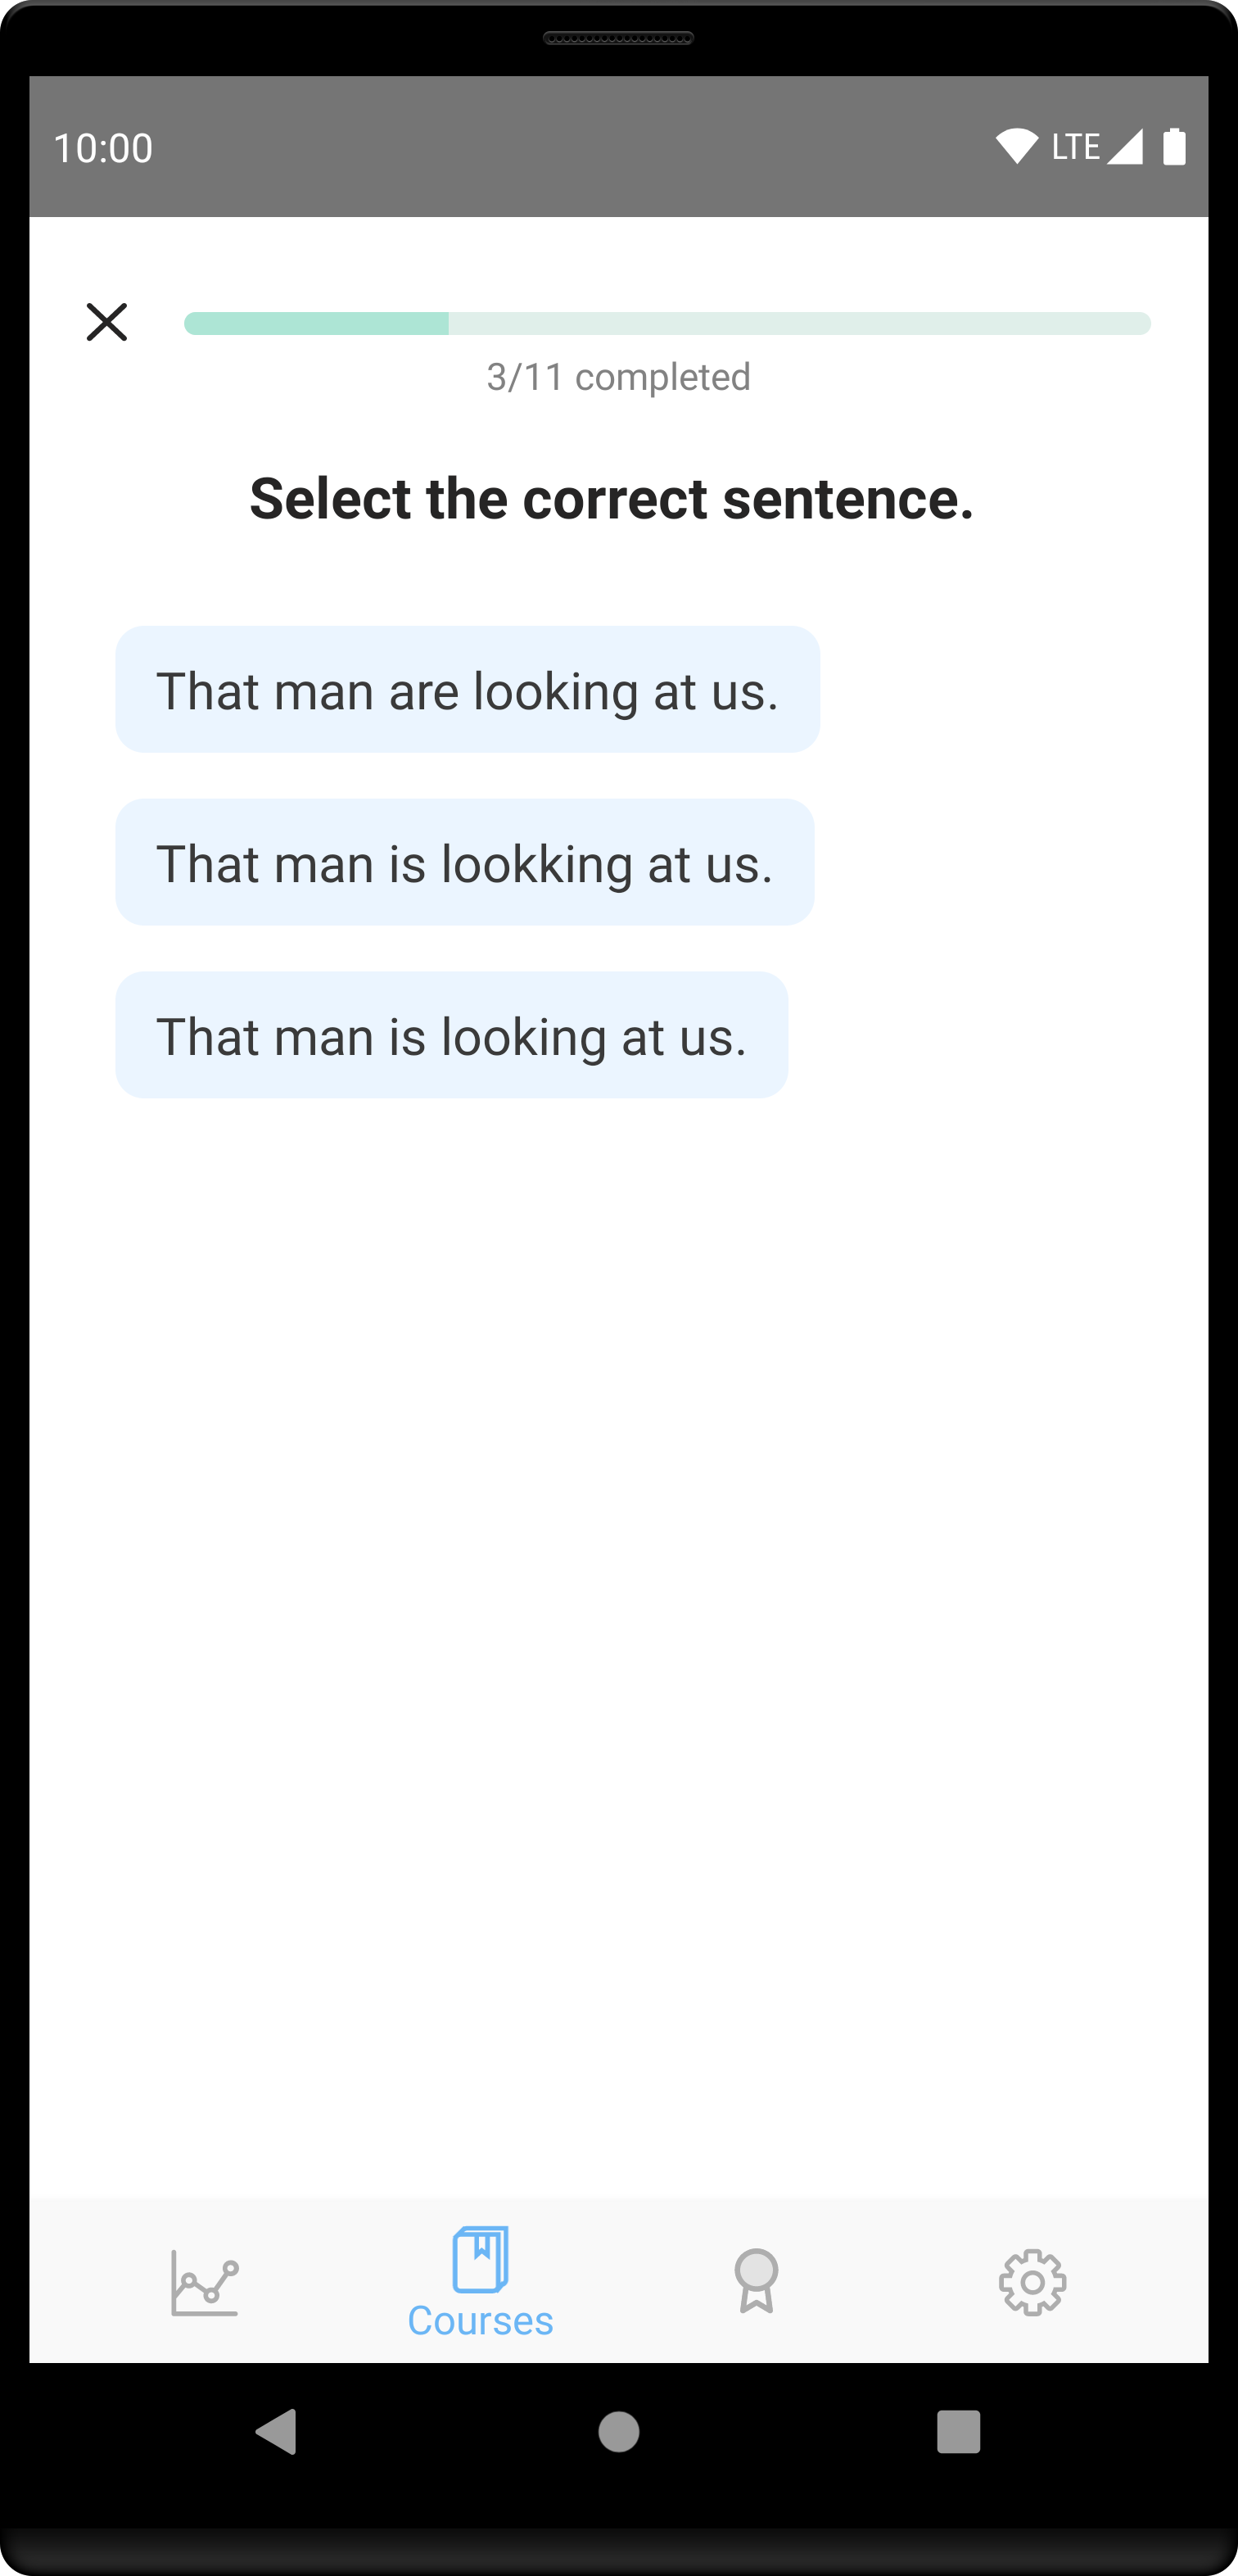 10:00 LTE
3/11 completed
Select the correct sentence.
That man are looking at us.
That man is lookking at us.
That man is looking at us.
Courses